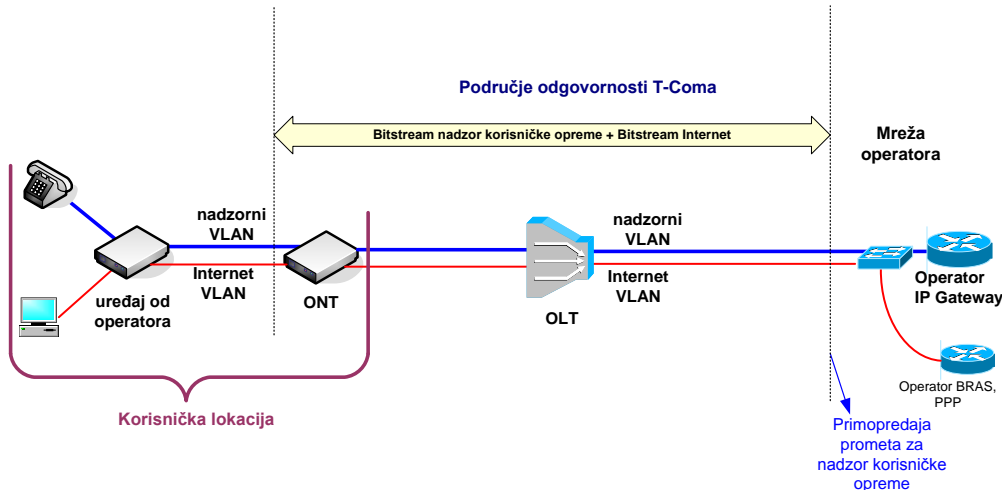 Područje odgovornosti T-Coma
Bitstream nadzor korisničke opreme + Bitstream Internet
Mreža
operatora
nadzorni
VLAN
Internet
VLAN
uređaj od
operatora
ONT
OLT
nadzorni
VLAN
Internet
VLAN
Operator
IP Gateway
Operator BRAS,
PPP
Korisnička lokacija
Primopredaja
prometa za
nadzor korisničke
opreme